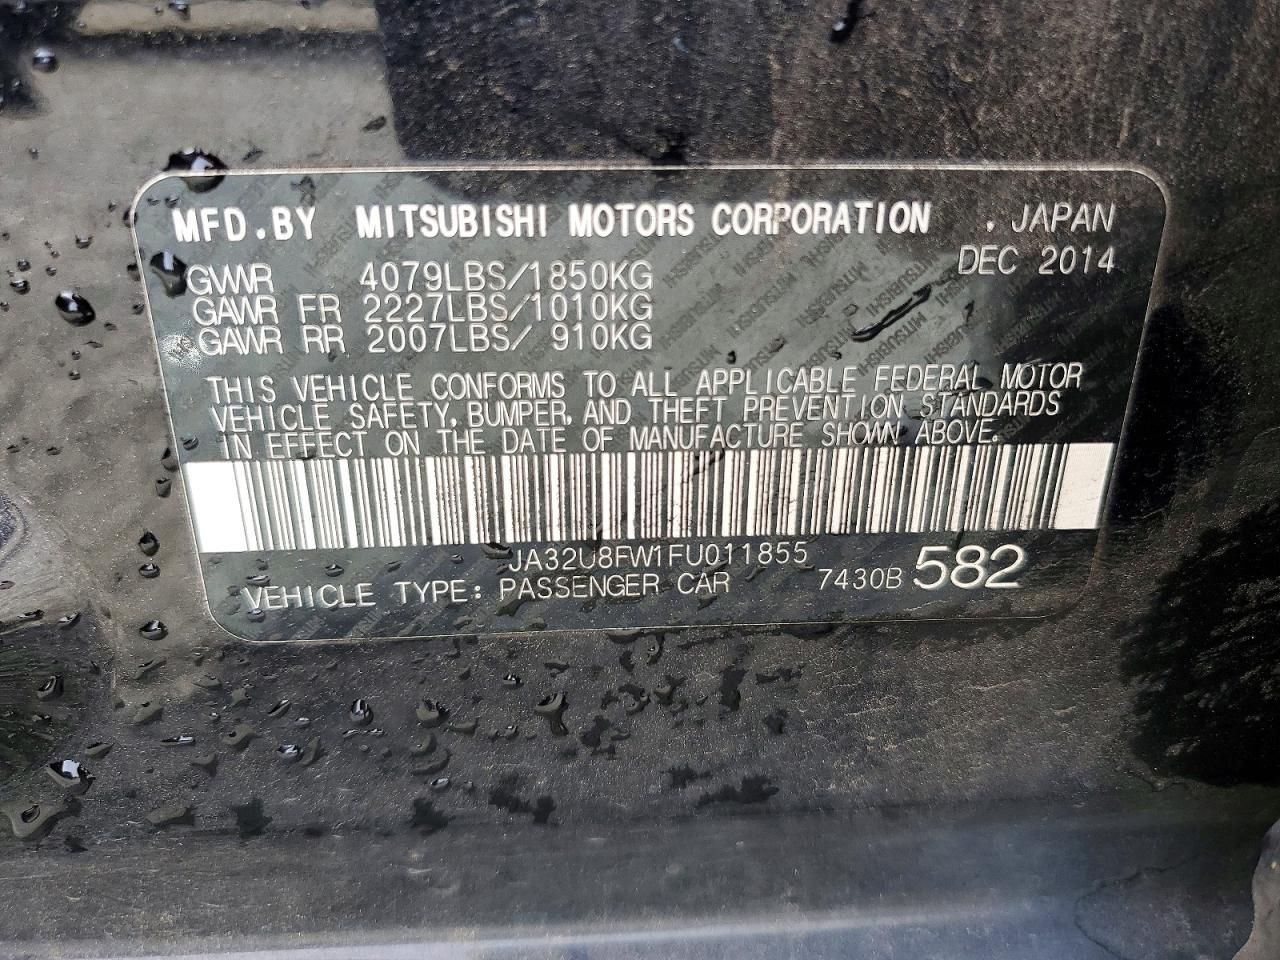 MFD.BY MITSUBISHI MOTORS CORPORATION . JAPAN
DEC 2014
GVWR 4079LBS/1850KG
GAWR FR 2227LBS/1010KG
GAWR RR 2007LBS/ 910KG
THIS VEHICLE CONFORMS TO ALL APPLICABLE FEDERAL MOTOR
VEHICLE SAFETY, BUMPER, AND THEFT PREVENTION STANDARDS
IN EFFECT ON THE DATE OF MANUFACTURE SHOWN ABOVE.
JA32U8FW1FU011855
VEHICLE TYPE: PASSENGER CAR 7430B 582